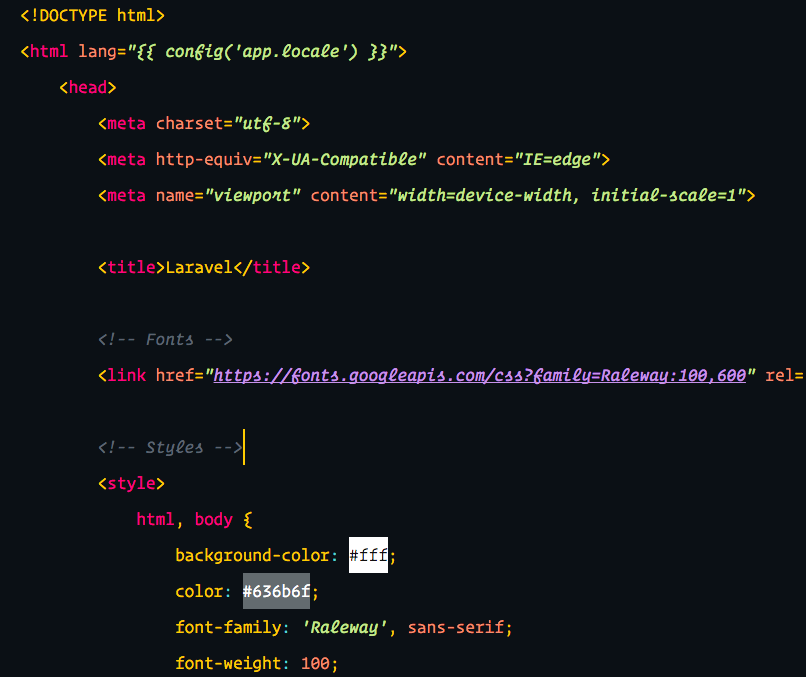 <!DOCTYPE html>
<html lang="{{ config('app.locale') }}">
    <head>
        <meta charset="utf-8">
        <meta http-equiv="X-UA-Compatible" content="IE=edge">
        <meta name="viewport" content="width=device-width, initial-scale=1">
        <title>Laravel</title>
        <!-- Fonts -->
        <link href="https://fonts.googleapis.com/css?family=Raleway:100,600" rel=
        <!-- Styles -->
        <style>
            html, body {
                background-color: #fff;
                color: #636b6f;
                font-family: 'Raleway', sans-serif;
                font-weight: 100;